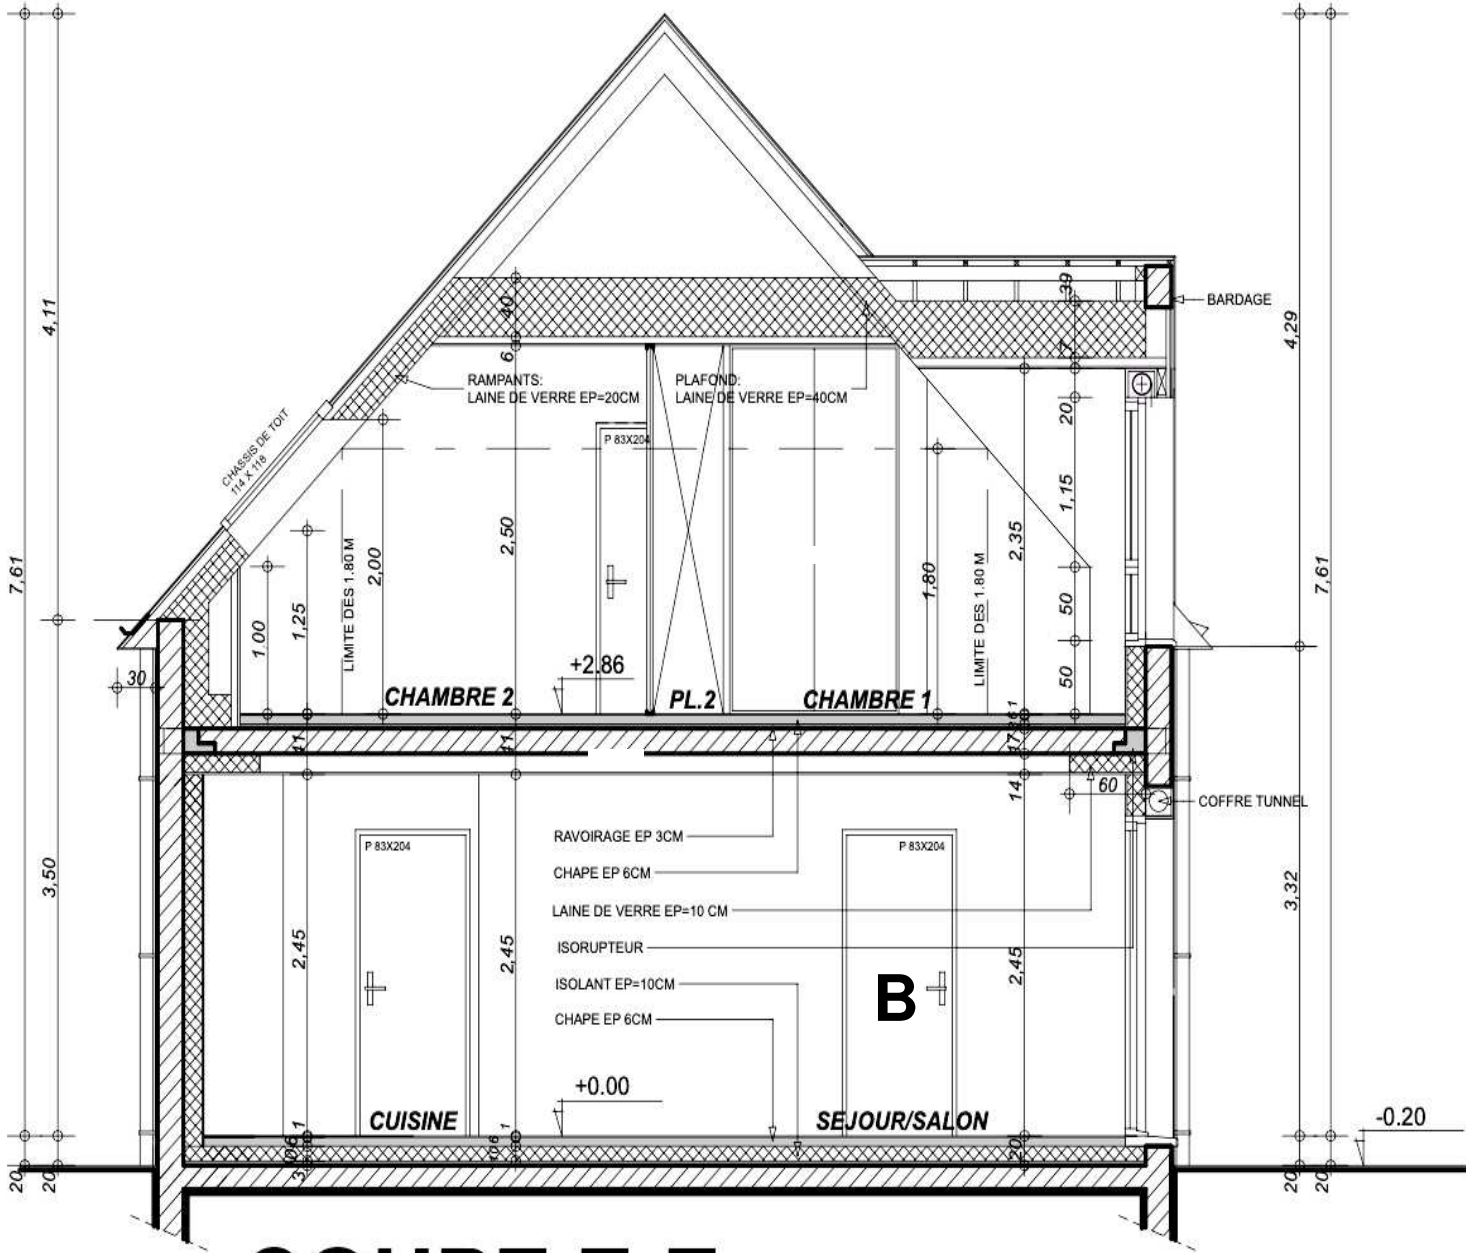 BARDAGE
4,11
4,29
39
40
6
7
RAMPANTS:
LAINE DE VERRE EP=20CM
PLAFOND:
LAINE DE VERRE EP=40CM
CHASSIS DE TOIT
114 X 118
P 83X204
20
1,15
2,50
2,35
2,00
1,80
LIMITE DES 1.80 M
LIMITE DES 1.80 M
7,61
7,61
1,25
1.00
50
50
+2.86
30
CHAMBRE 2
PL.2
CHAMBRE 1
41
41
14
60
COFFRE TUNNEL
RAVOIRAGE EP 3CM
P 83X204
P 83X204
CHAPE EP 6CM
3,50
3,32
LAINE DE VERRE EP=10 CM
2,45
2,45
2,45
ISORUPTEUR
ISOLANT EP=10CM
B
CHAPE EP 6CM
+0.00
CUISINE
SEJOUR/SALON
-0.20
20
20
20
20
20